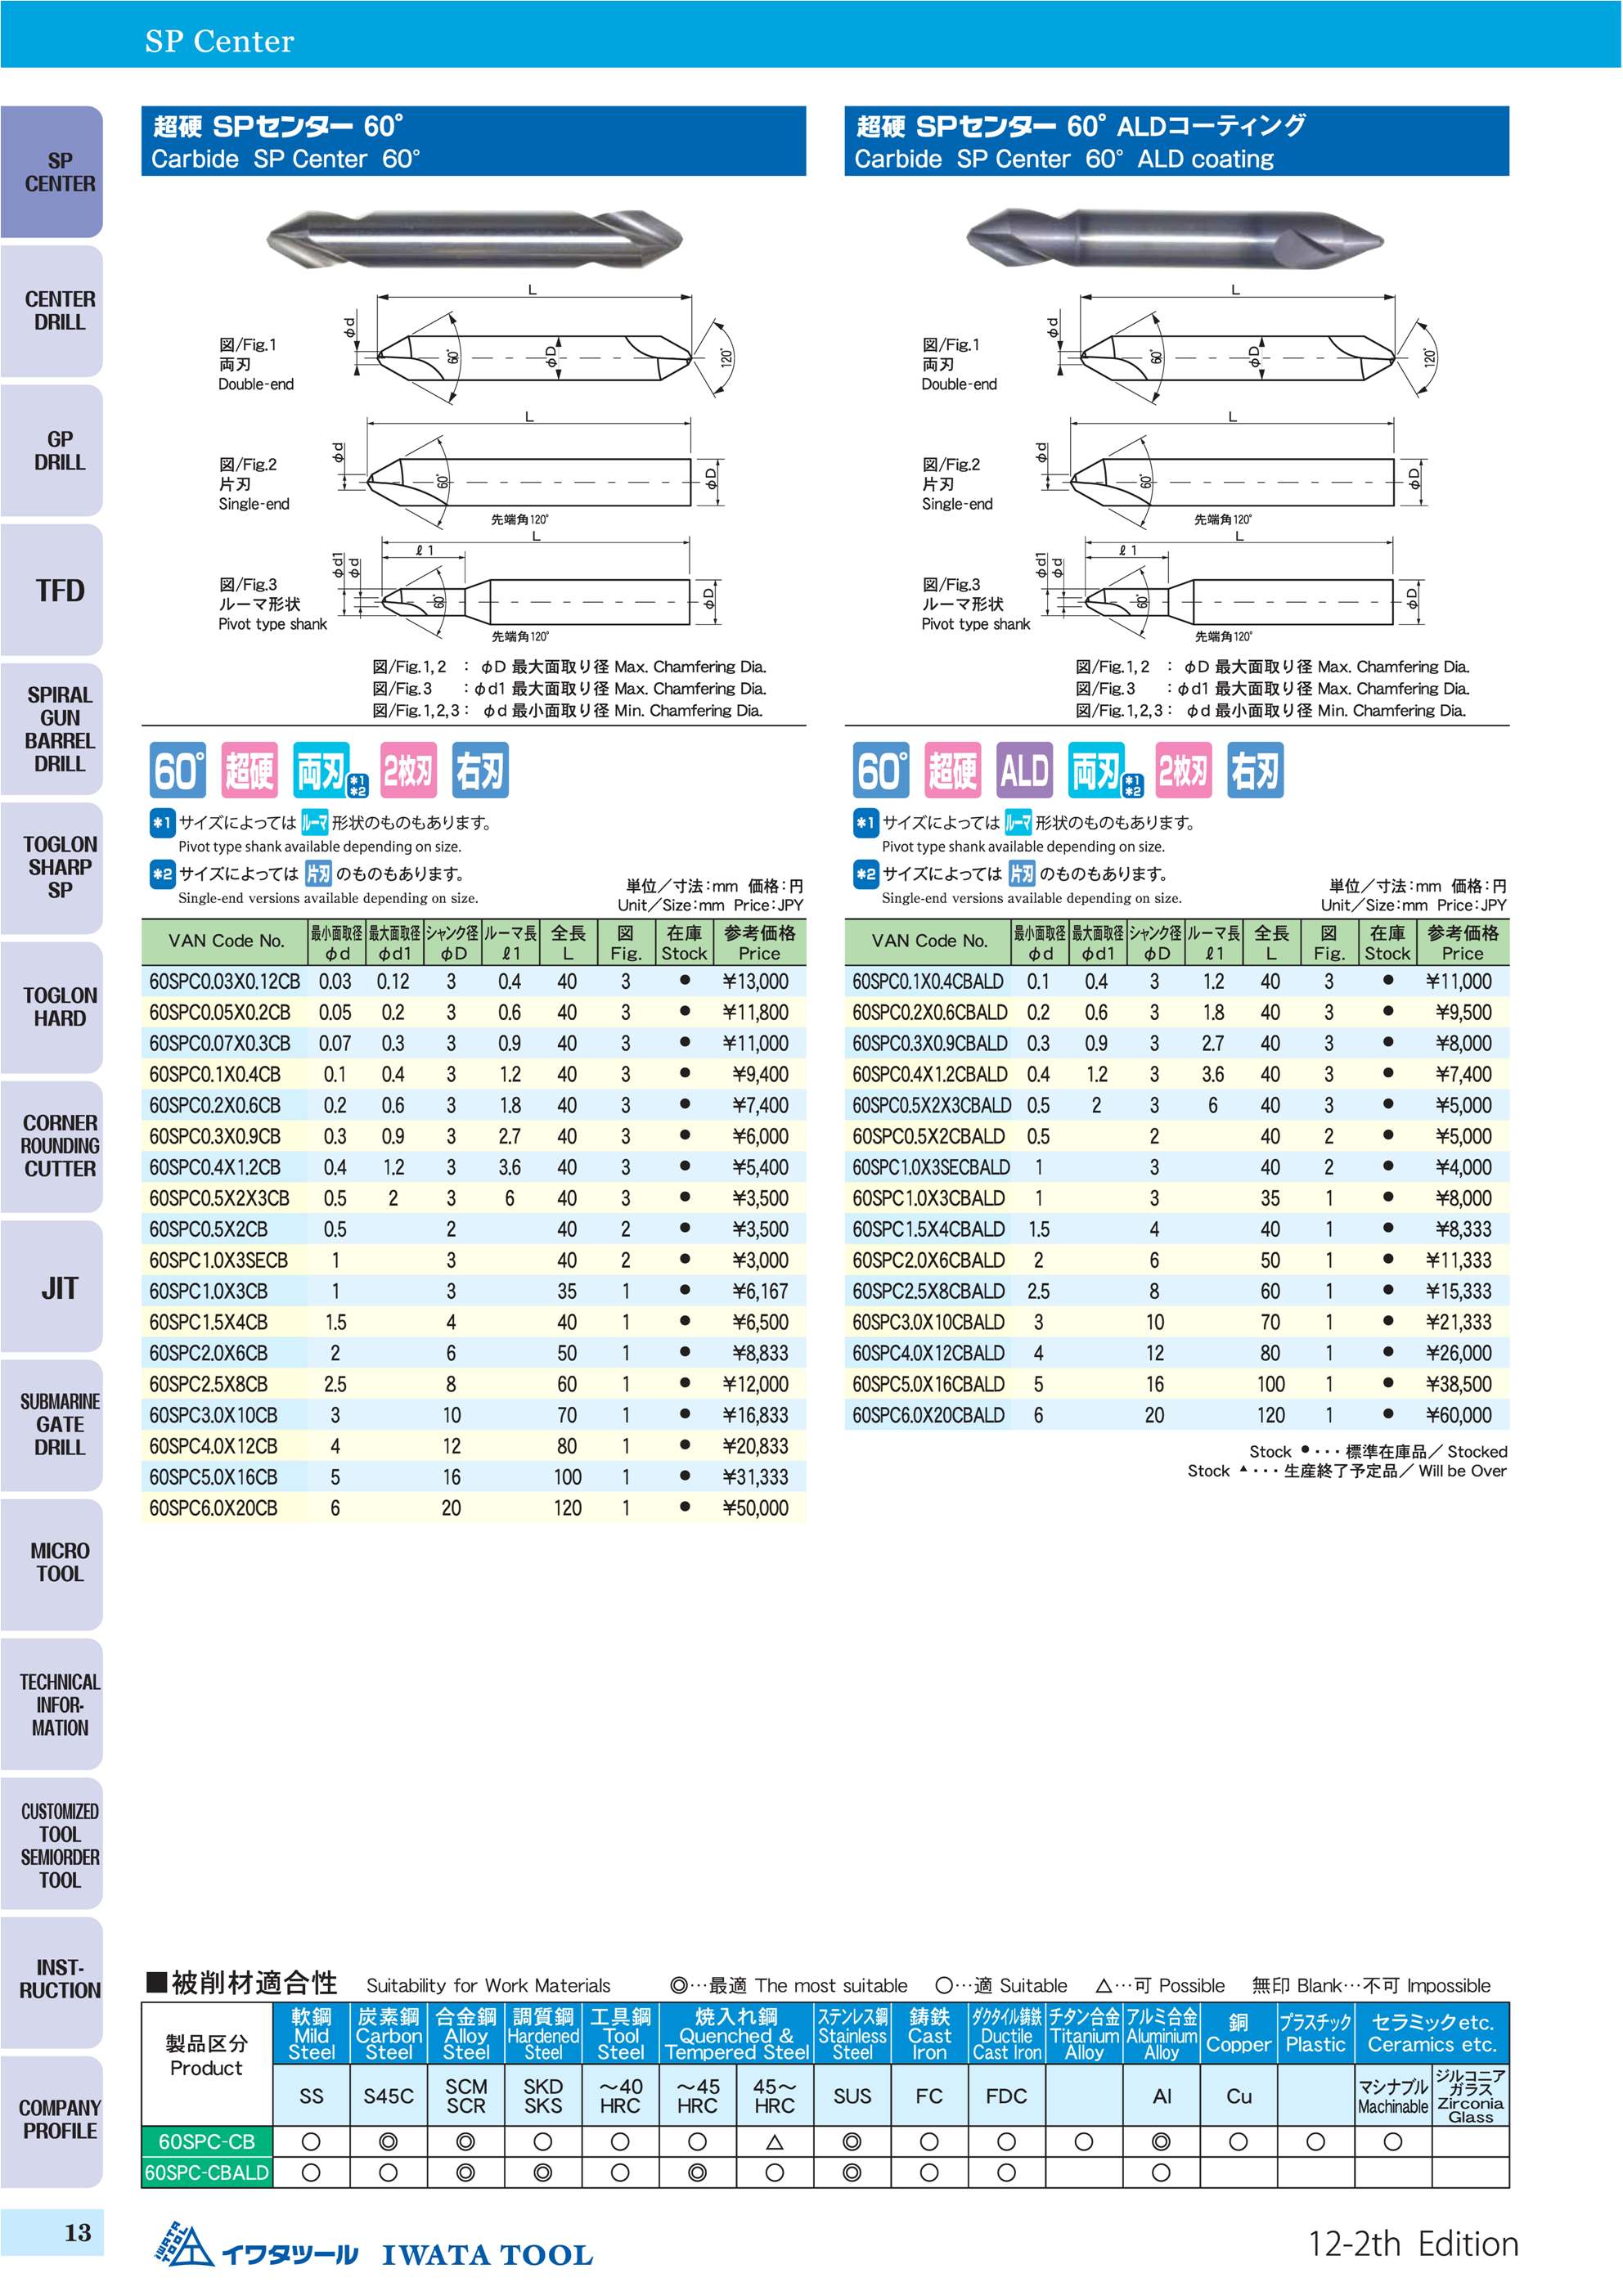 SP Center
SP
CENTER
CENTER
DRILL
GP
DRILL
TFD
SPIRAL
GUN
BARREL
DRILL
TOGLON
SHARP
SP
TOGLON
HARD
CORNER
ROUNDING
CUTTER
JIT
SUBMARINE
GATE
DRILL
MICRO
TOOL
TECHNICAL
INFOR-
MATION
CUSTOMIZED
TOOL
SEMIORDER
TOOL
INST-
RUCTION
COMPANY
PROFILE
13
超硬 SPセンター 60°
Carbide SP Center 60°
L
φd
60°
φD
120°
図/Fig.1
両刃
Double-end
L
φd
60°
φD
図/Fig.2
片刃
Single-end
先端角120°
L
ℓ1
φd1
φd
60°
φD
図/Fig.3
ルーマ形状
Pivot type shank
先端角120°
図/Fig.1,2 : φD 最大面取り径 Max. Chamfering Dia.
図/Fig.3 : φd1 最大面取り径 Max. Chamfering Dia.
図/Fig.1,2,3 : φd 最小面取り径 Min. Chamfering Dia.
60° 超硬 両刃 *1 *2 2枚刃 右刃
*1 サイズによっては ルーマ 形状のものもあります。
Pivot type shank available depending on size.
*2 サイズによっては 片刃 のものもあります。
Single-end versions available depending on size.
単位／寸法：mm 価格：円
Unit／Size：mm Price：JPY
VAN Code No. 最小面取径 φd 最大面取径 φd1 シャンク径 φD ルーマ長 ℓ1 全長 L 図 Fig. 在庫 Stock 参考価格 Price
60SPC0.03X0.12CB 0.03 0.12 3 0.4 40 3 ● ¥13,000
60SPC0.05X0.2CB 0.05 0.2 3 0.6 40 3 ● ¥11,800
60SPC0.07X0.3CB 0.07 0.3 3 0.9 40 3 ● ¥11,000
60SPC0.1X0.4CB 0.1 0.4 3 1.2 40 3 ● ¥9,400
60SPC0.2X0.6CB 0.2 0.6 3 1.8 40 3 ● ¥7,400
60SPC0.3X0.9CB 0.3 0.9 3 2.7 40 3 ● ¥6,000
60SPC0.4X1.2CB 0.4 1.2 3 3.6 40 3 ● ¥5,400
60SPC0.5X2X3CB 0.5 2 3 6 40 3 ● ¥3,500
60SPC0.5X2CB 0.5 2 40 2 ● ¥3,500
60SPC1.0X3SECB 1 3 40 2 ● ¥3,000
60SPC1.0X3CB 1 3 35 1 ● ¥6,167
60SPC1.5X4CB 1.5 4 40 1 ● ¥6,500
60SPC2.0X6CB 2 6 50 1 ● ¥8,833
60SPC2.5X8CB 2.5 8 60 1 ● ¥12,000
60SPC3.0X10CB 3 10 70 1 ● ¥16,833
60SPC4.0X12CB 4 12 80 1 ● ¥20,833
60SPC5.0X16CB 5 16 100 1 ● ¥31,333
60SPC6.0X20CB 6 20 120 1 ● ¥50,000
超硬 SPセンター 60° ALDコーティング
Carbide SP Center 60° ALD coating
L
φd
60°
φD
120°
図/Fig.1
両刃
Double-end
L
φd
60°
φD
図/Fig.2
片刃
Single-end
先端角120°
L
ℓ1
φd1
φd
60°
φD
図/Fig.3
ルーマ形状
Pivot type shank
先端角120°
図/Fig.1,2 : φD 最大面取り径 Max. Chamfering Dia.
図/Fig.3 : φd1 最大面取り径 Max. Chamfering Dia.
図/Fig.1,2,3 : φd 最小面取り径 Min. Chamfering Dia.
60° 超硬 ALD 両刃 *1 *2 2枚刃 右刃
*1 サイズによっては ルーマ 形状のものもあります。
Pivot type shank available depending on size.
*2 サイズによっては 片刃 のものもあります。
Single-end versions available depending on size.
単位／寸法：mm 価格：円
Unit／Size：mm Price：JPY
VAN Code No. 最小面取径 φd 最大面取径 φd1 シャンク径 φD ルーマ長 ℓ1 全長 L 図 Fig. 在庫 Stock 参考価格 Price
60SPC0.1X0.4CBALD 0.1 0.4 3 1.2 40 3 ● ¥11,000
60SPC0.2X0.6CBALD 0.2 0.6 3 1.8 40 3 ● ¥9,500
60SPC0.3X0.9CBALD 0.3 0.9 3 2.7 40 3 ● ¥8,000
60SPC0.4X1.2CBALD 0.4 1.2 3 3.6 40 3 ● ¥7,400
60SPC0.5X2X3CBALD 0.5 2 3 6 40 3 ● ¥5,000
60SPC0.5X2CBALD 0.5 2 40 2 ● ¥5,000
60SPC1.0X3SECBALD 1 3 40 2 ● ¥4,000
60SPC1.0X3CBALD 1 3 35 1 ● ¥8,000
60SPC1.5X4CBALD 1.5 4 40 1 ● ¥8,333
60SPC2.0X6CBALD 2 6 50 1 ● ¥11,333
60SPC2.5X8CBALD 2.5 8 60 1 ● ¥15,333
60SPC3.0X10CBALD 3 10 70 1 ● ¥21,333
60SPC4.0X12CBALD 4 12 80 1 ● ¥26,000
60SPC5.0X16CBALD 5 16 100 1 ● ¥38,500
60SPC6.0X20CBALD 6 20 120 1 ● ¥60,000
Stock ●・・・標準在庫品／Stocked
Stock ▲・・・生産終了予定品／Will be Over
■被削材適合性 Suitability for Work Materials ◎…最適 The most suitable ○…適 Suitable △…可 Possible 無印 Blank…不可 Impossible
製品区分 Product 軟鋼 Mild Steel 炭素鋼 Carbon Steel 合金鋼 Alloy Steel 調質鋼 Hardened Steel 工具鋼 Tool Steel 焼入れ鋼 Quenched & Tempered Steel ステンレス鋼 Stainless Steel 鋳鉄 Cast Iron ダクタイル鋳鉄 Ductile Cast Iron チタン合金 Titanium Alloy アルミ合金 Aluminium Alloy 銅 Copper プラスチック Plastic セラミックetc. Ceramics etc.
SS S45C SCM SCR SKD SKS ～40 HRC ～45 HRC 45～ HRC SUS FC FDC Al Cu マシナブル Machinable ジルコニア ガラス Zirconia Glass
60SPC-CB ○ ◎ ◎ ○ ○ ○ △ ◎ ○ ○ ○ ◎ ○ ○ ○
60SPC-CBALD ○ ○ ◎ ◎ ○ ◎ ○ ◎ ○ ○ ○
IWATA TOOL イワタツール IWATA TOOL
12-2th Edition